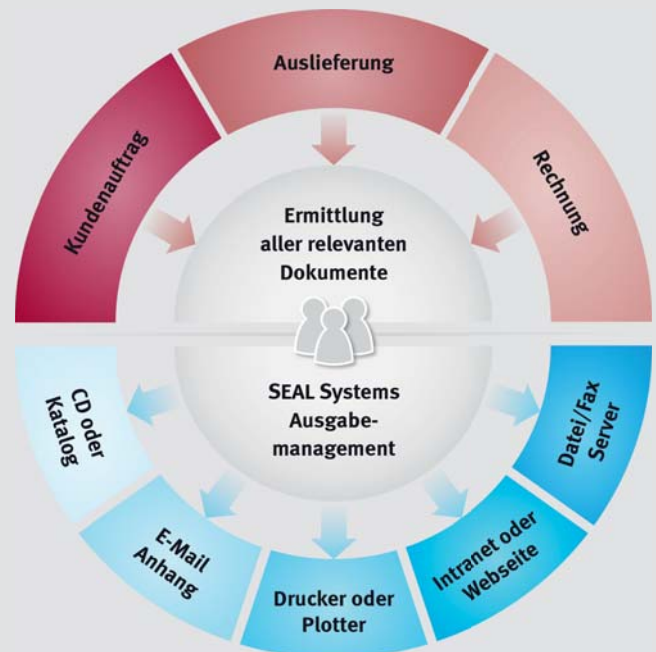 Auslieferung
Kundenauftrag
Rechnung
Ermittlung
aller relevanten
Dokumente
SEAL Systems
Ausgabe-
management
CD oder
Katalog
E-Mail
Anhang
Drucker oder
Plotter
Intranet oder
Webseite
Datei/Fax
Server